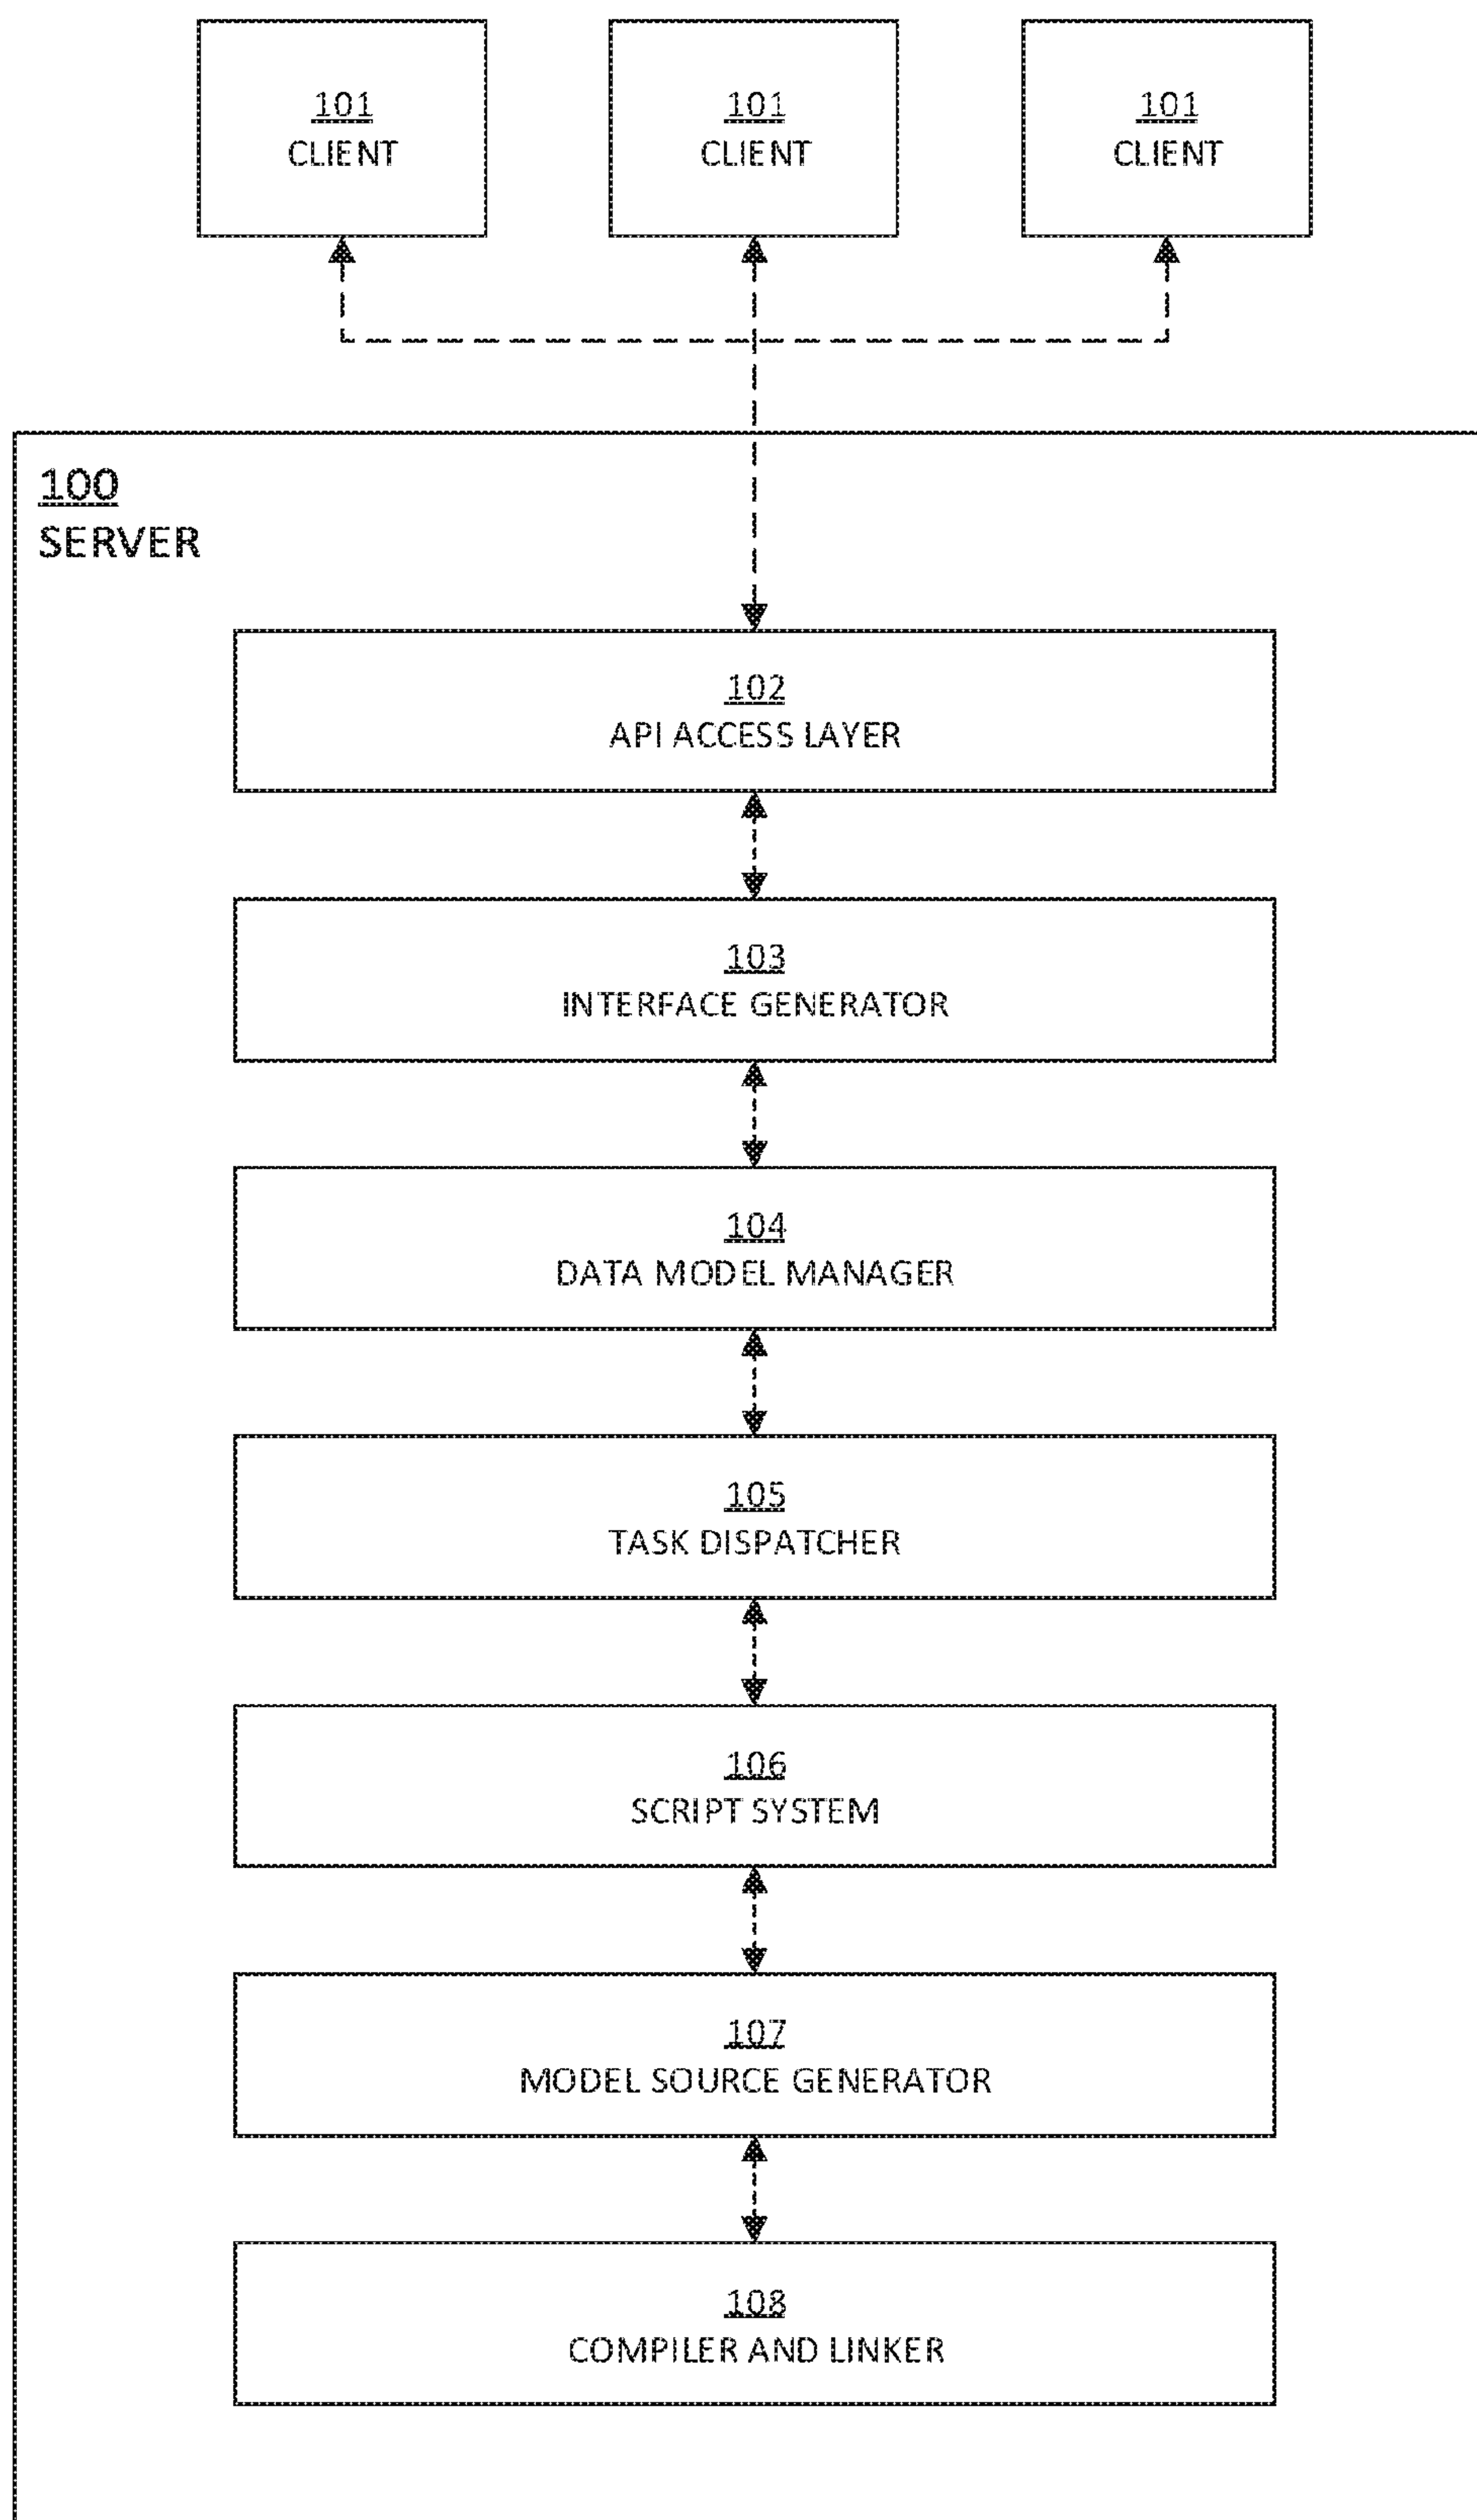 101
CLIENT
101
CLIENT
101
CLIENT
100
SERVER
102
API ACCESS LAYER
103
INTERFACE GENERATOR
104
DATA MODEL MANAGER
105
TASK DISPATCHER
106
SCRIPT SYSTEM
107
MODEL SOURCE GENERATOR
108
COMPILER AND LINKER